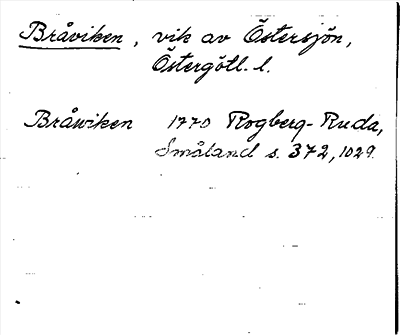 Bråviken, vik av Östersjön,
Östergötl. l.
Bråwiken 1770 Rogberg-Ruda,
Småland s. 372, 1029.